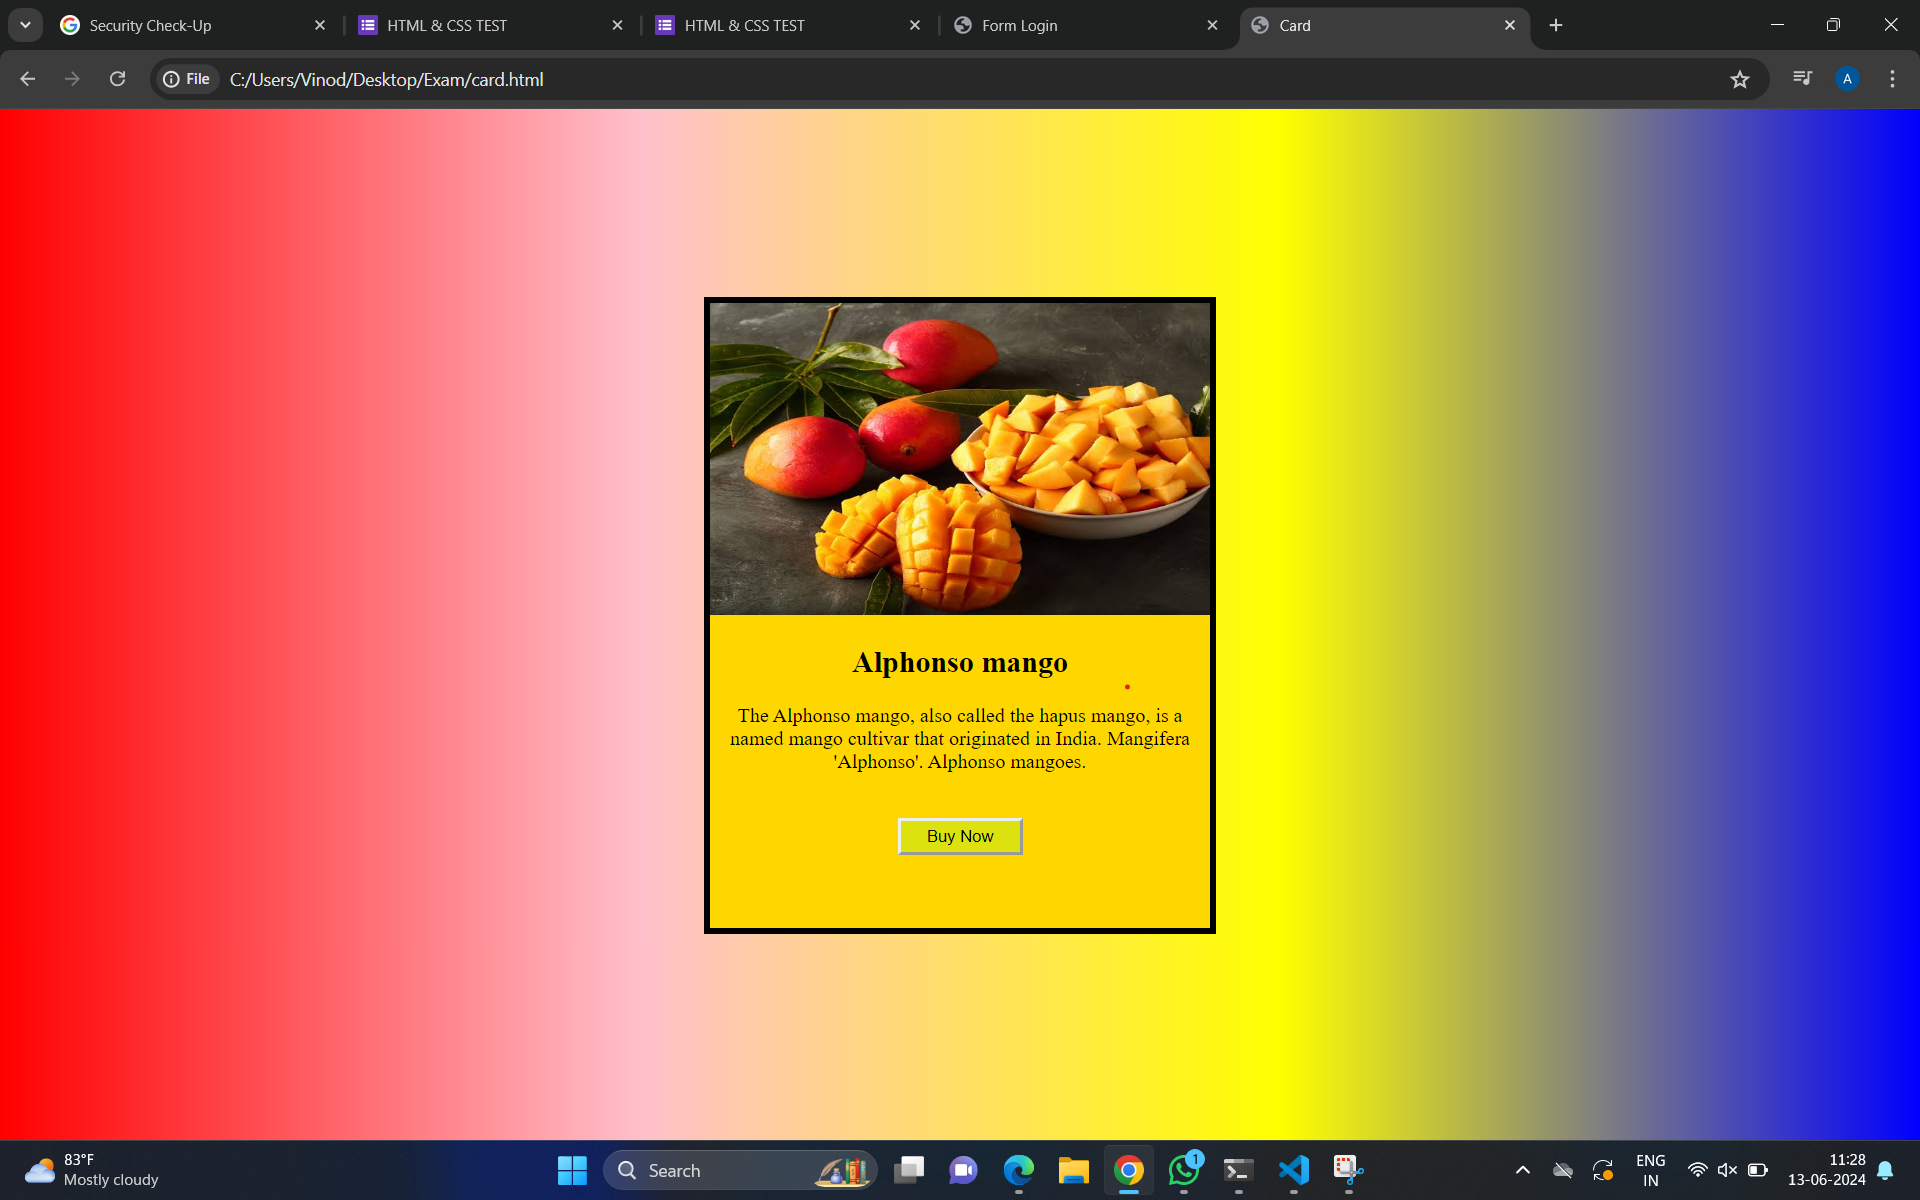 Security Check-Up
HTML & CSS TEST
HTML & CSS TEST
Form Login
Card
File
C:/Users/Vinod/Desktop/Exam/card.html
A
Alphonso mango
The Alphonso mango, also called the hapus mango, is a
named mango cultivar that originated in India. Mangifera
'Alphonso'. Alphonso mangoes.
Buy Now
83°F
Mostly cloudy
Search
1
ENG
IN
11:28
13-06-2024